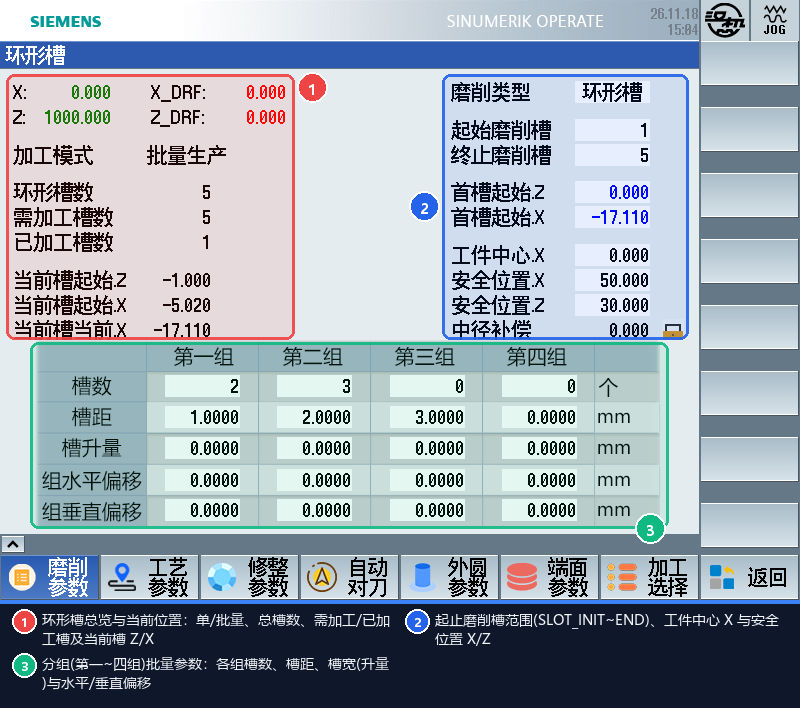 SIEMENS
SINUMERIK OPERATE
26.11.18
15:04
JOG
环形槽
X: 0.000 X_DRF: 0.000
Z: 1000.000 Z_DRF: 0.000
加工模式 批量生产
环形槽数 5
需加工槽数 5
已加工槽数 1
当前槽起始.Z -1.000
当前槽起始.X -5.020
当前槽当前.X -17.110
1
磨削类型 环形槽
起始磨削槽 1
终止磨削槽 5
首槽起始.Z 0.000
首槽起始.X -17.110
工件中心.X 0.000
安全位置.X 50.000
安全位置.Z 30.000
中径补偿 0.000
2
第一组 第二组 第三组 第四组
槽数 2 3 0 0 个
槽距 1.0000 2.0000 3.0000 0.0000 mm
槽升量 0.0000 0.0000 0.0000 0.0000 mm
组水平偏移 0.0000 0.0000 0.0000 0.0000 mm
组垂直偏移 0.0000 0.0000 0.0000 0.0000 mm
3
磨削参数
工艺参数
修整参数
自动对刀
外圆参数
端面参数
加工选择
返回
1 环形槽总览与当前位置：单/批量、总槽数、需加工/已加
工槽及当前槽 Z/X
2 起止磨削槽范围(SLOT_INIT~END)、工件中心 X 与安全
位置 X/Z
3 分组(第一~四组)批量参数：各组槽数、槽距、槽宽(升量
)与水平/垂直偏移